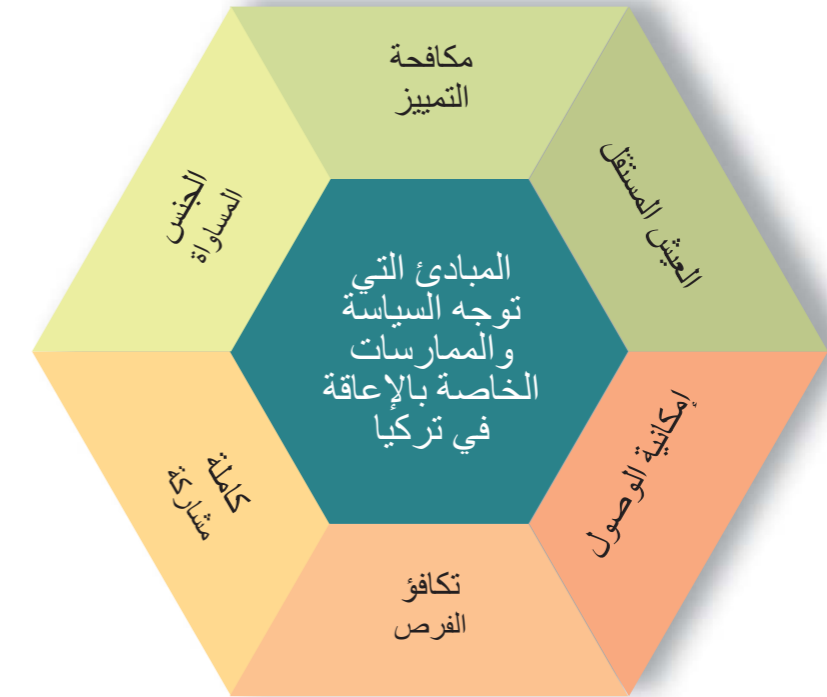 مكافحة
التمييز
العيش المستقل
إمكانية الوصول
تكافؤ
الفرص
كاملة
مشاركة
الجنس
المساواة
المبادئ التي
توجه السياسة
والممارسات
الخاصة بالإعاقة
في تركيا